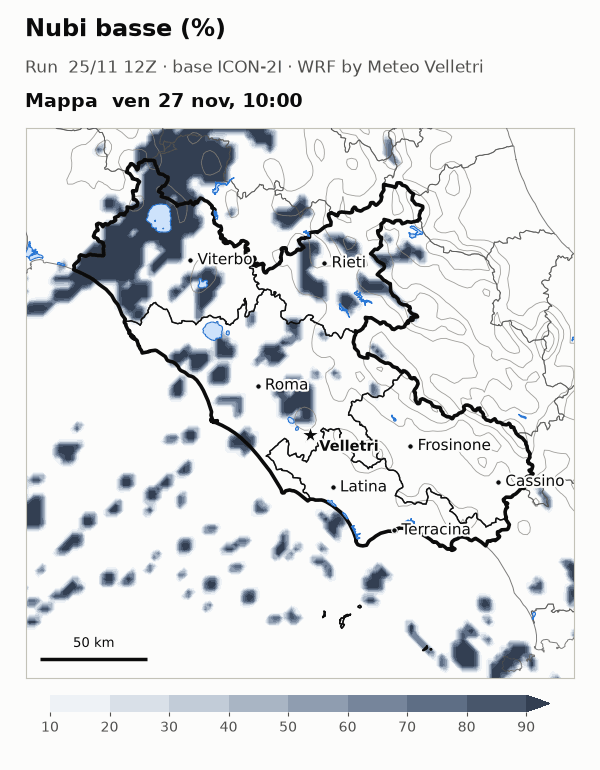 Nubi basse (%)
Run  25/11 12Z · base ICON-2I · WRF by Meteo Velletri
Mappa  ven 27 nov, 10:00
Viterbo
Rieti
Roma
Velletri
Frosinone
Latina
Cassino
Terracina
50 km
10 20 30 40 50 60 70 80 90